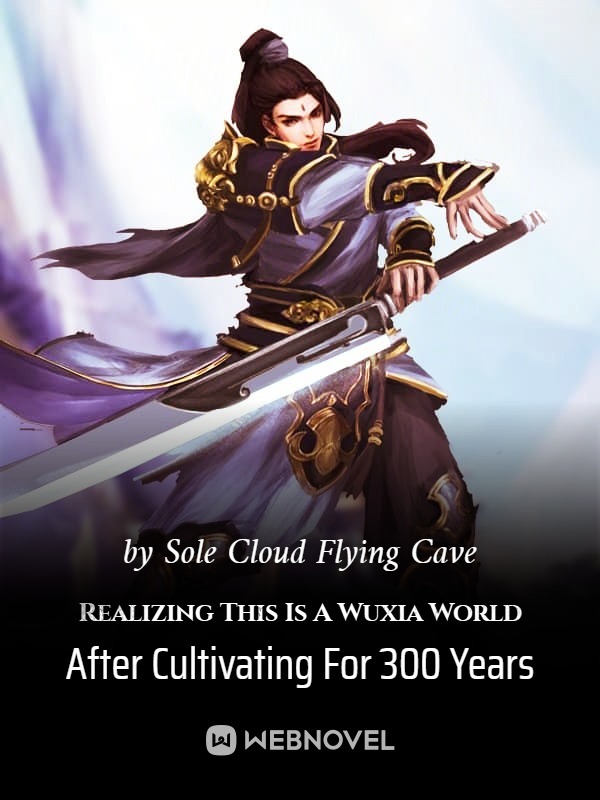 by Sole Cloud Flying Cave
Realizing This Is A Wuxia World
After Cultivating For 300 Years
WEBNOVEL